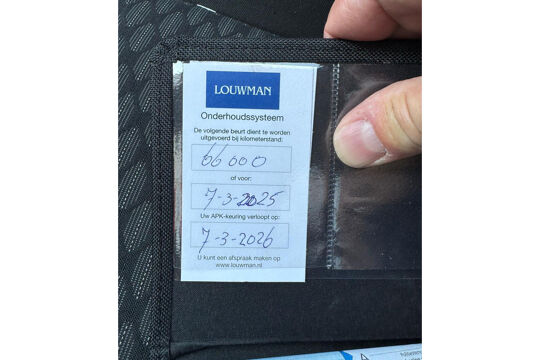 LOUWMAN
Onderhoudssysteem
De volgende beurt dient te worden
uitgevoerd bij kilometerstand:
66000
of voor:
7-3-2025
Uw APK-keuring verloopt op:
7-3-2026
U kunt een afspraak maken op
www.louwman.nl